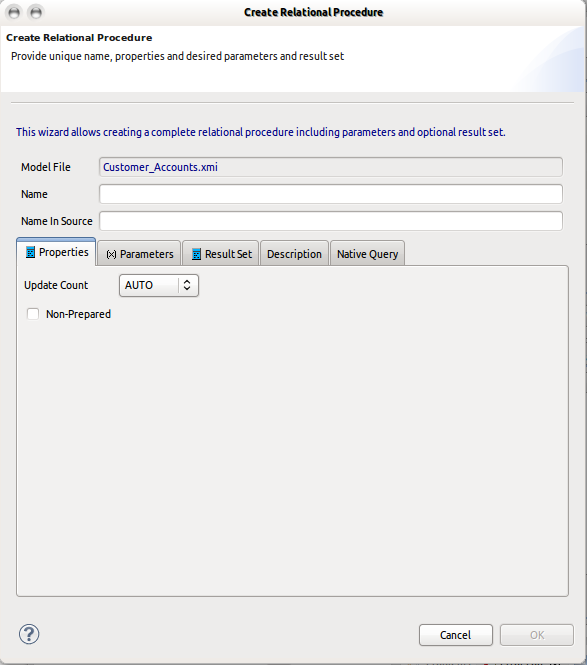 Create Relational Procedure
Create Relational Procedure
Provide unique name, properties and desired parameters and result set
This wizard allows creating a complete relational procedure including parameters and optional result set.
Model File Customer_Accounts.xmi
Name
Name In Source
Properties (x) Parameters Result Set Description Native Query
Update Count AUTO
Non-Prepared
? Cancel OK